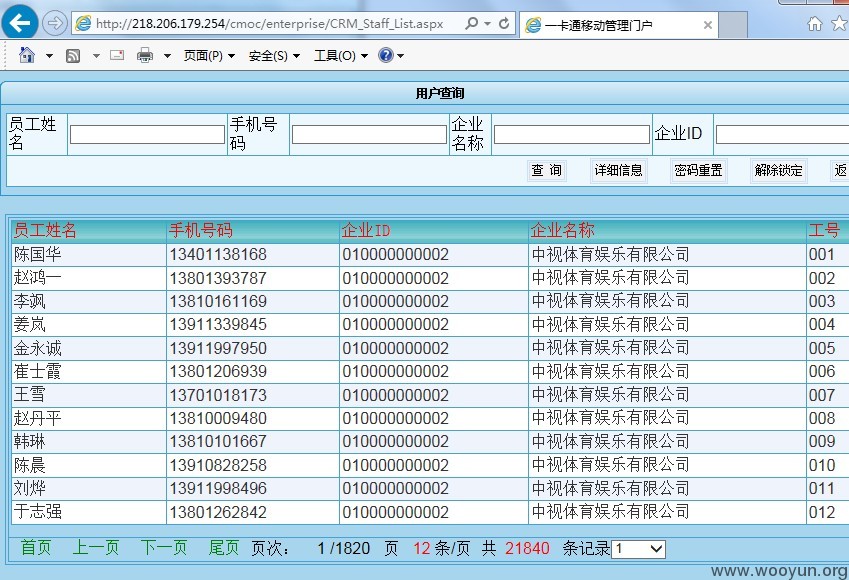 http://218.206.179.254/cmoc/enterprise/CRM_Staff_List.aspx 一卡通移动管理门户
页面(P) 安全(S) 工具(O)
用户查询
员工姓名 手机号码 企业名称 企业ID
查 询 详细信息 密码重置 解除锁定 返
员工姓名 手机号码 企业ID 企业名称 工号
陈国华 13401138168 010000000002 中视体育娱乐有限公司 001
赵鸿一 13801393787 010000000002 中视体育娱乐有限公司 002
李飒 13810161169 010000000002 中视体育娱乐有限公司 003
姜岚 13911339845 010000000002 中视体育娱乐有限公司 004
金永诚 13911997950 010000000002 中视体育娱乐有限公司 005
崔士霞 13801206939 010000000002 中视体育娱乐有限公司 006
王雪 13701018173 010000000002 中视体育娱乐有限公司 007
赵丹平 13810009480 010000000002 中视体育娱乐有限公司 008
韩琳 13810101667 010000000002 中视体育娱乐有限公司 009
陈晨 13910828258 010000000002 中视体育娱乐有限公司 010
刘烨 13911998496 010000000002 中视体育娱乐有限公司 011
于志强 13801262842 010000000002 中视体育娱乐有限公司 012
首页 上一页 下一页 尾页 页次： 1 /1820 页 12 条/页 共 21840 条记录 1
www.wooyun.org